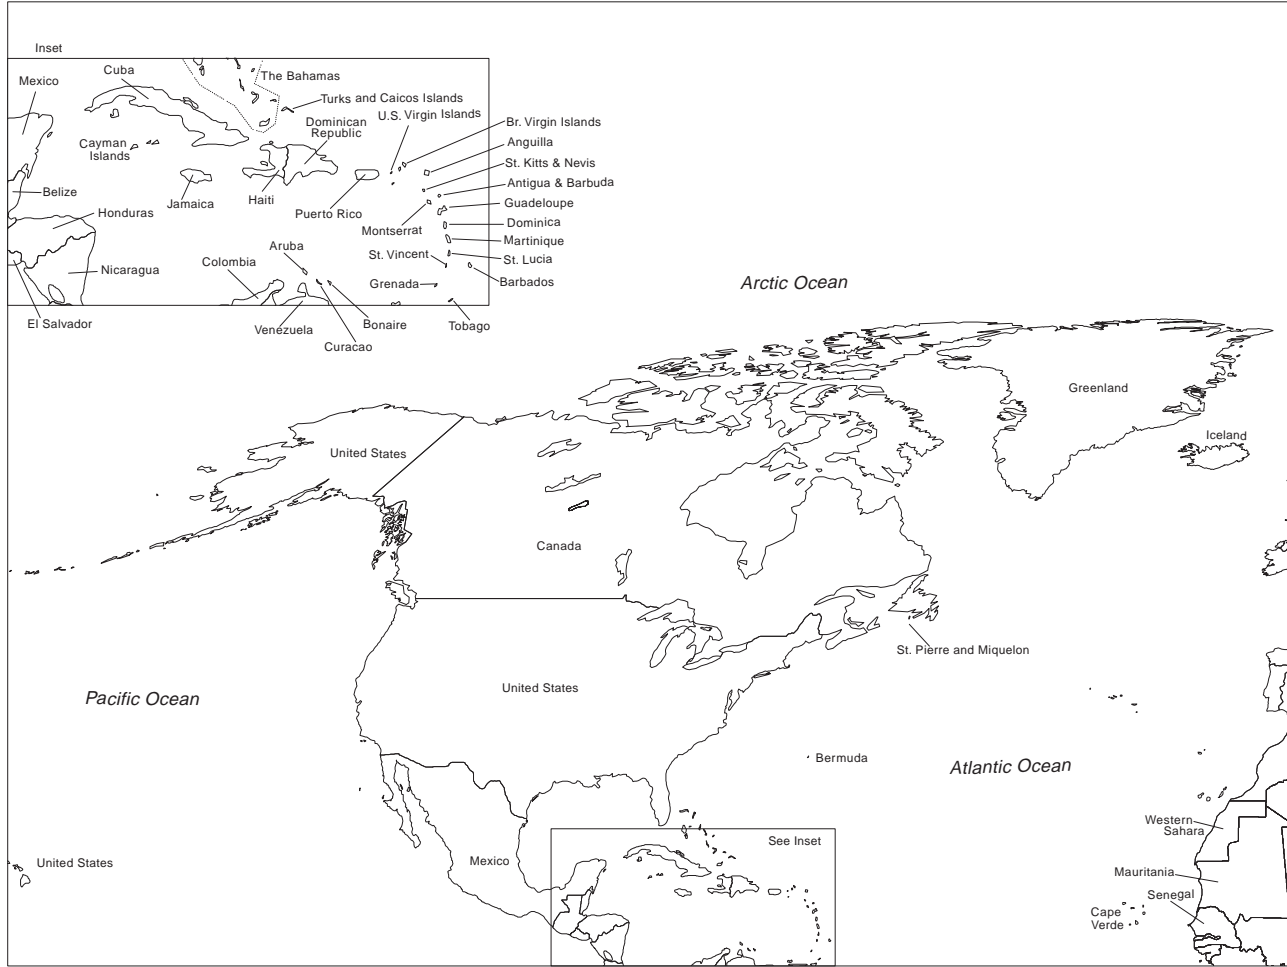 Inset
Cuba
The Bahamas
Mexico
Turks and Caicos Islands
U.S. Virgin Islands
Dominican
Republic
Br. Virgin Islands
Anguilla
Cayman
Islands
St. Kitts & Nevis
Antigua & Barbuda
Belize
Jamaica
Haiti
Guadeloupe
Honduras
Puerto Rico
Dominica
Montserrat
Martinique
Aruba
St. Vincent
St. Lucia
Colombia
Nicaragua
Grenada
Barbados
El Salvador
Venezuela
Bonaire
Tobago
Curacao
Arctic Ocean
Greenland
Iceland
United States
Canada
St. Pierre and Miquelon
United States
Pacific Ocean
Bermuda
Atlantic Ocean
Western
Sahara
See Inset
United States
Mexico
Mauritania
Senegal
Cape
Verde